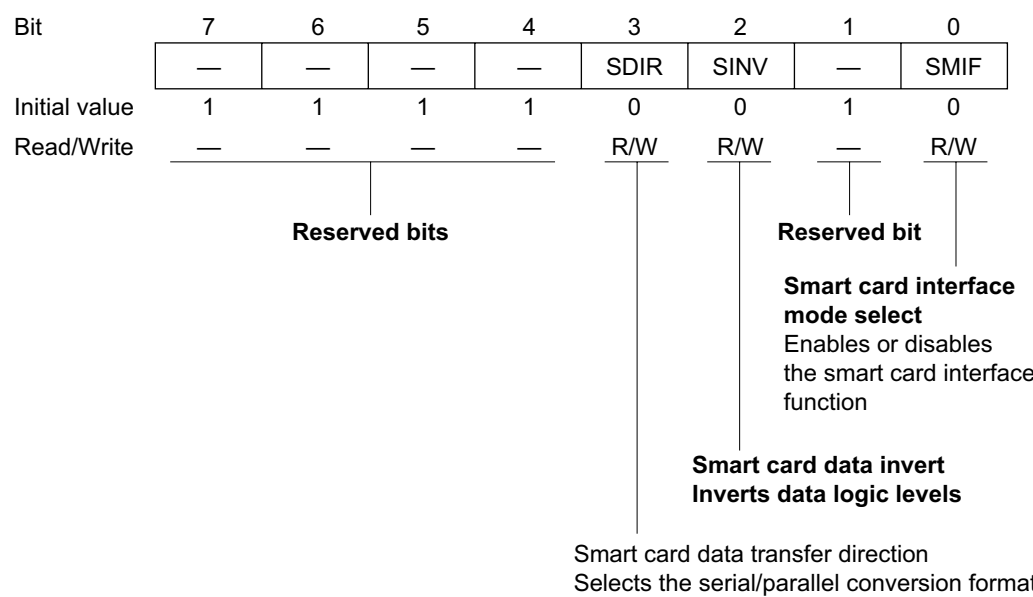 Bit 7 6 5 4 3 2 1 0
— — — — SDIR SINV — SMIF
Initial value 1 1 1 1 0 0 1 0
Read/Write — — — — R/W R/W — R/W
Reserved bits Reserved bit
Smart card interface
mode select
Enables or disables
the smart card interface
function
Smart card data invert
Inverts data logic levels
Smart card data transfer direction
Selects the serial/parallel conversion format